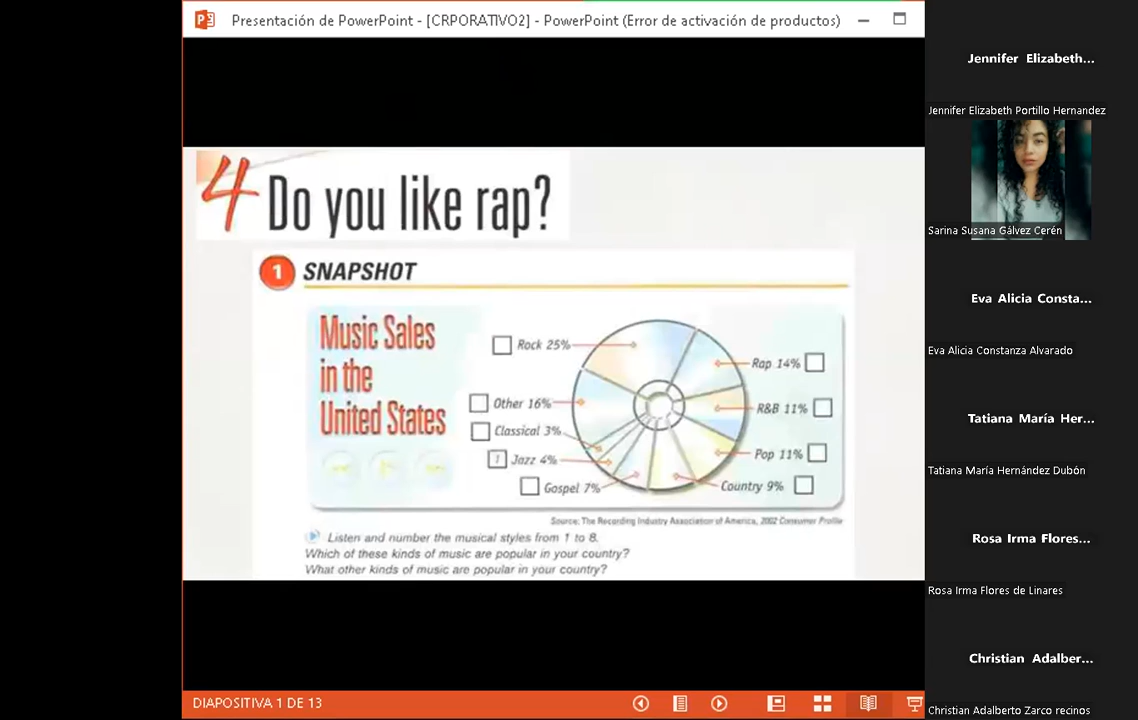 Presentación de PowerPoint - [CRPORATIVO2] - PowerPoint (Error de activación de productos)
4 Do you like rap?
1 SNAPSHOT
Music Sales
in the
United States
Rock 25%
Other 16%
Classical 3%
1 Jazz 4%
Gospel 7%
Rap 14%
R&B 11%
Pop 11%
Country 9%
Source: The Recording Industry Association of America, 2002 Consumer Profile
Listen and number the musical styles from 1 to 8.
Which of these kinds of music are popular in your country?
What other kinds of music are popular in your country?
DIAPOSITIVA 1 DE 13
Jennifer Elizabeth...
Jennifer Elizabeth Portillo Hernandez
Sarina Susana Gálvez Cerén
Eva Alicia Consta...
Eva Alicia Constanza Alvarado
Tatiana María Her...
Tatiana María Hernández Dubón
Rosa Irma Flores...
Rosa Irma Flores de Linares
Christian Adalber...
Christian Adalberto Zarco recinos